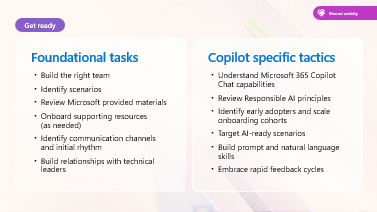 Shared activity
Get ready
Foundational tasks
• Build the right team
• Identify scenarios
• Review Microsoft provided materials
• Onboard supporting resources
(as needed)
• Identify communication channels
and initial rhythm
• Build relationships with technical
leaders
Copilot specific tactics
• Understand Microsoft 365 Copilot
Chat capabilities
• Review Responsible AI principles
• Identify early adopters and scale
onboarding cohorts
• Target AI-ready scenarios
• Build prompt and natural language
skills
• Embrace rapid feedback cycles